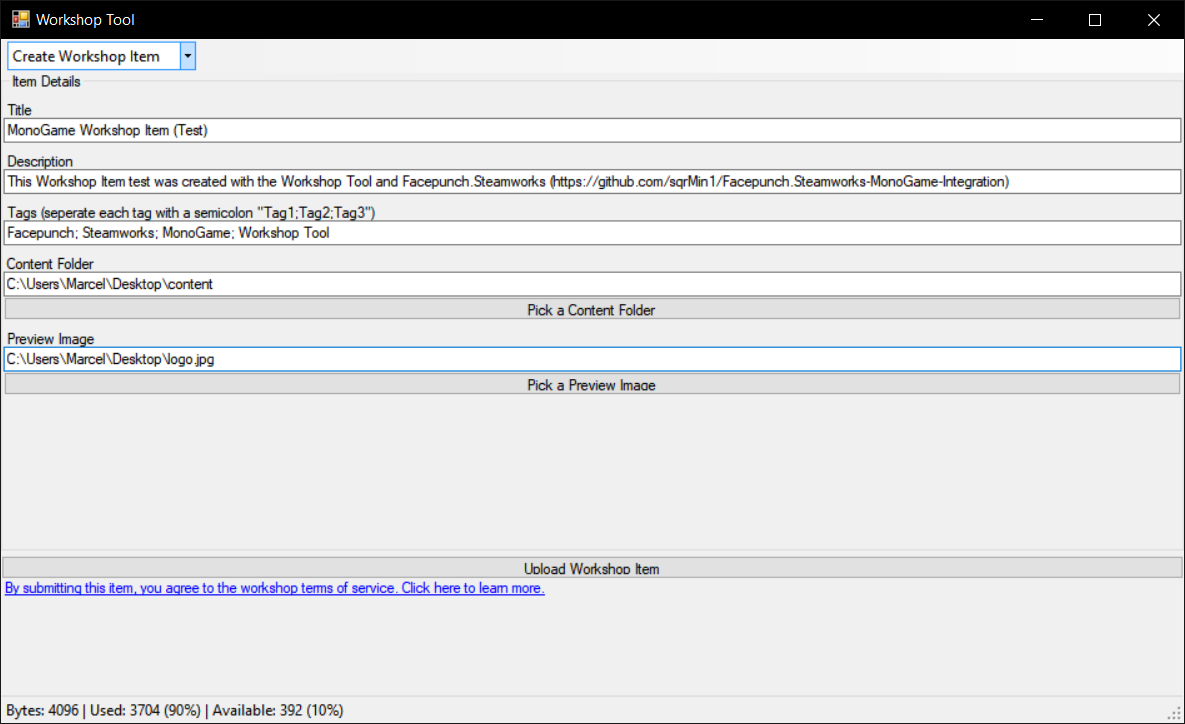 Workshop Tool
Create Workshop Item
Item Details
Title
MonoGame Workshop Item (Test)
Description
This Workshop Item test was created with the Workshop Tool and Facepunch.Steamworks (https://github.com/sqrMin1/Facepunch.Steamworks-MonoGame-Integration)
Tags (seperate each tag with a semicolon "Tag1;Tag2;Tag3")
Facepunch; Steamworks; MonoGame; Workshop Tool
Content Folder
C:\Users\Marcel\Desktop\content
Pick a Content Folder
Preview Image
C:\Users\Marcel\Desktop\logo.jpg
Pick a Preview Image
Upload Workshop Item
By submitting this item, you agree to the workshop terms of service. Click here to learn more.
Bytes: 4096 | Used: 3704 (90%) | Available: 392 (10%)